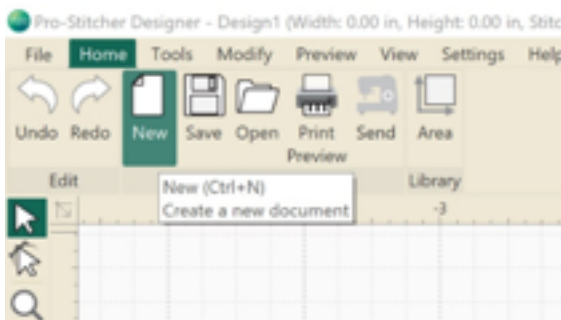 Pro-Stitcher Designer - Design1 (Width: 0.00 in, Height: 0.00 in, Stitc
File Home Tools Modify Preview View Settings Help
Undo Redo New Save Open Print Preview Send Area
Edit Library
New (Ctrl+N)
Create a new document
-3